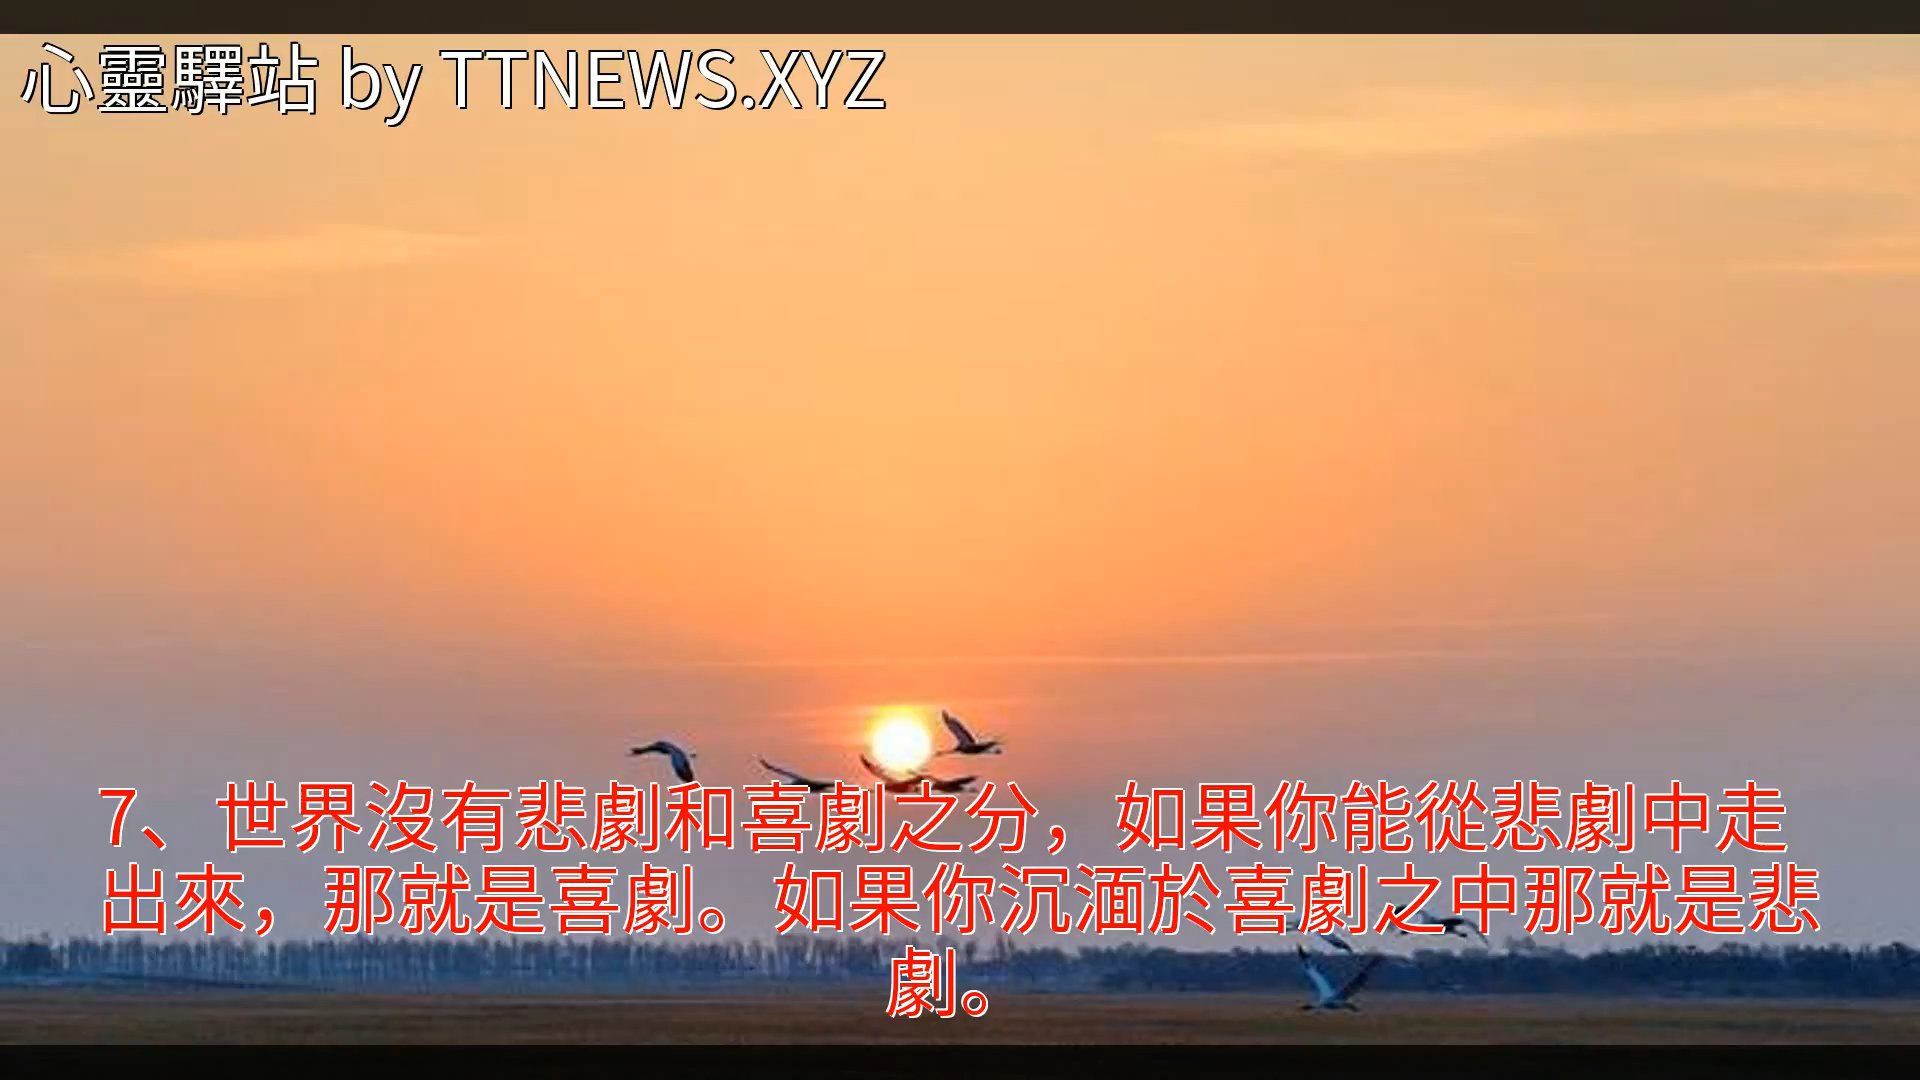 心靈驛站 by TTNEWS.XYZ
7、世界沒有悲劇和喜劇之分，如果你能從悲劇中走
出來，那就是喜劇。如果你沉湎於喜劇之中那就是悲
劇。